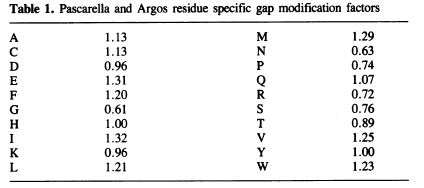 Table 1. Pascarella and Argos residue specific gap modification factors
A 1.13 M 1.29
C 1.13 N 0.63
D 0.96 P 0.74
E 1.31 Q 1.07
F 1.20 R 0.72
G 0.61 S 0.76
H 1.00 T 0.89
I 1.32 V 1.25
K 0.96 Y 1.00
L 1.21 W 1.23